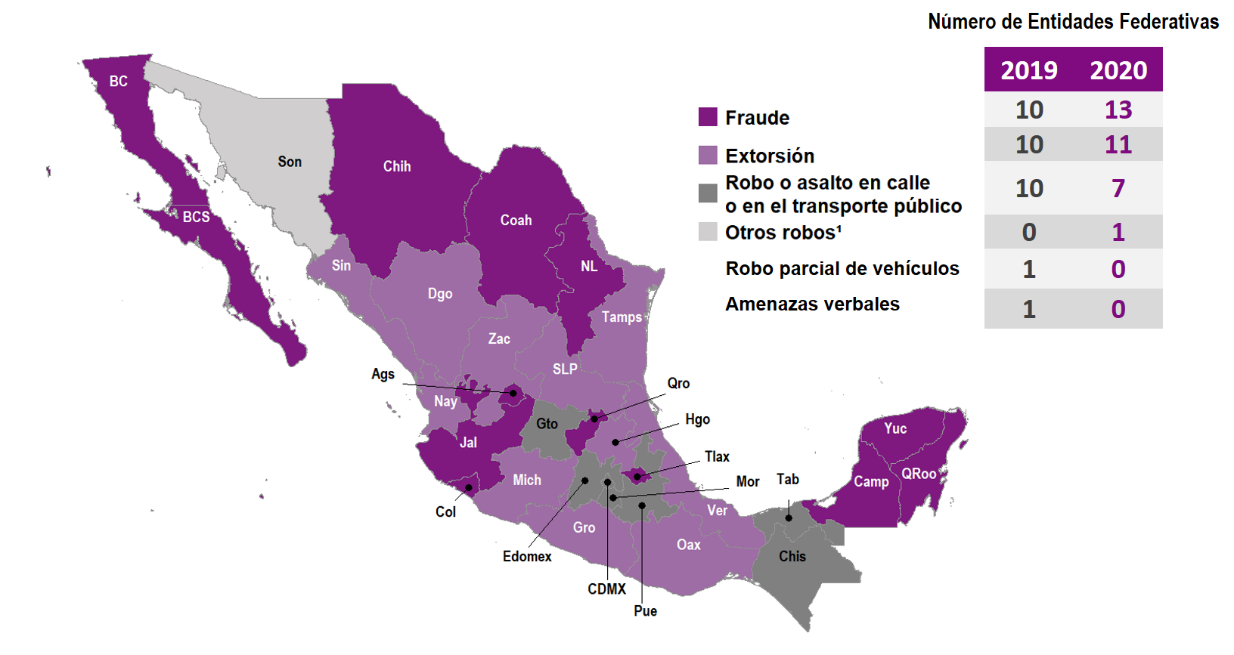 Número de Entidades Federativas
2019 2020
Fraude 10 13
Extorsión 10 11
Robo o asalto en calle
o en el transporte público 10 7
Otros robos¹ 0 1
Robo parcial de vehículos 1 0
Amenazas verbales 1 0
BC
Son
Chih
BCS
Coah
Sin
NL
Dgo
Tamps
Zac
SLP
Ags
Qro
Nay
Hgo
Gto
Yuc
Jal
Tlax
QRoo
Mich
Mor
Tab
Camp
Col
Ver
Gro
Oax
Edomex
Chis
CDMX
Pue